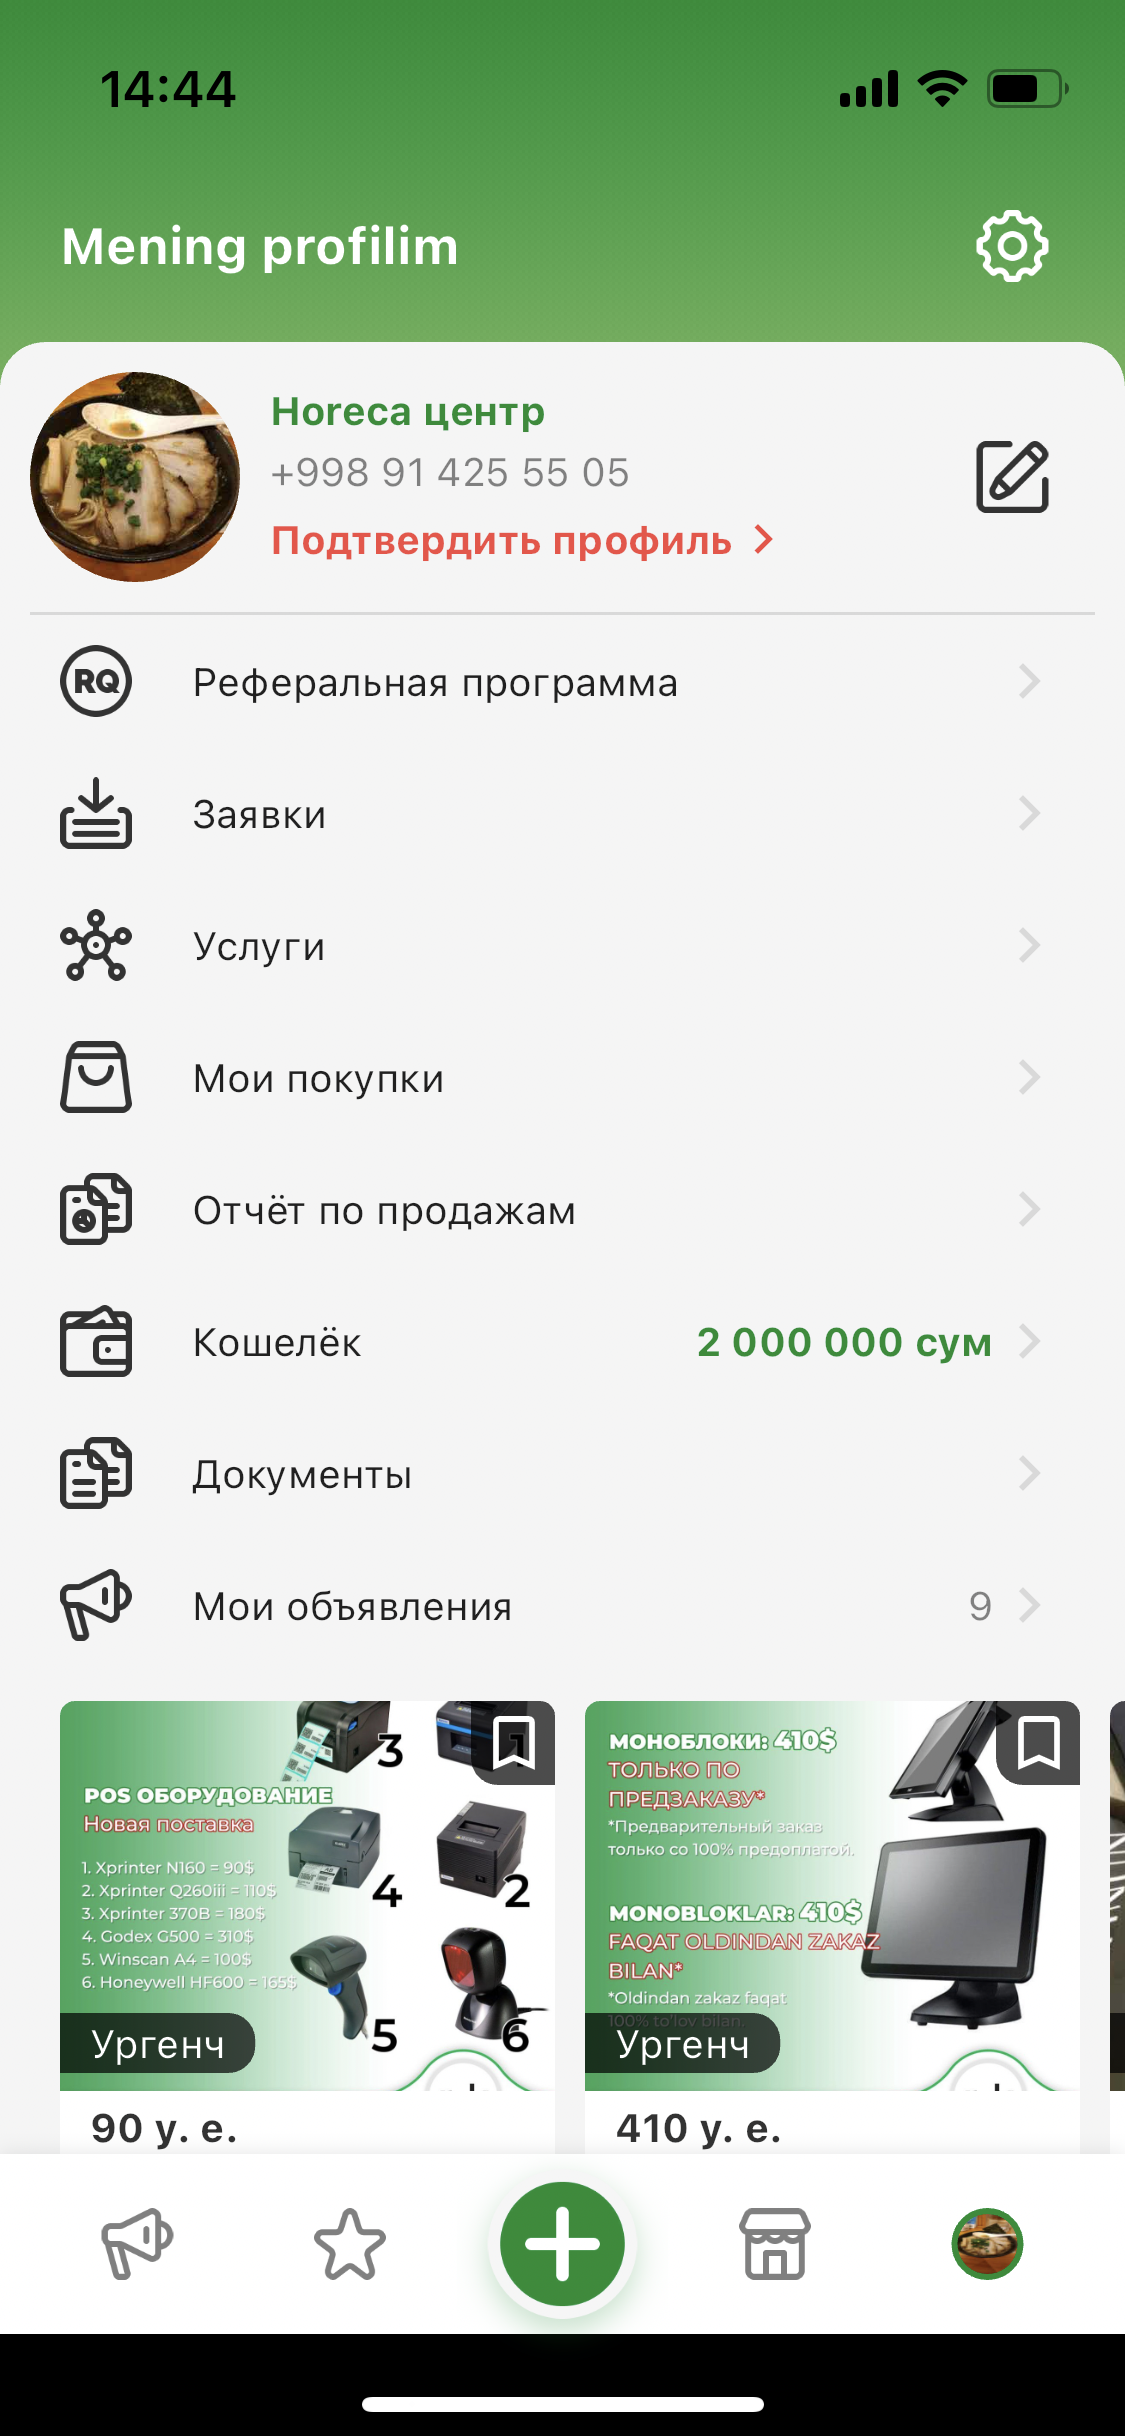 14:44
Mening profilim
Horeca центр
+998 91 425 55 05
Подтвердить профиль
RQ
Реферальная программа
Заявки
Услуги
Мои покупки
Отчёт по продажам
Кошелёк
2 000 000 сум
Документы
Мои объявления
9
POS ОБОРУДОВАНИЕ
Новая поставка
1. Xprinter N160 = 90$
2. Xprinter Q260iii = 110$
3. Xprinter 370B = 180$
4. Godex G500 = 310$
5. Winscan A4 = 100$
6. Honeywell HF600 = 165$
3
1
4
2
5
6
Ургенч
90 у. е.
МОНОБЛОКИ: 410$
ТОЛЬКО ПО
ПРЕДЗАКАЗУ*
*Предварительный заказ
только со 100% предоплатой.
MONOBLOKLAR: 410$
FAQAT OLDINDAN ZAKAZ
BILAN*
*Oldindan zakaz faqat
100% to'lov bilan.
Ургенч
410 у. е.